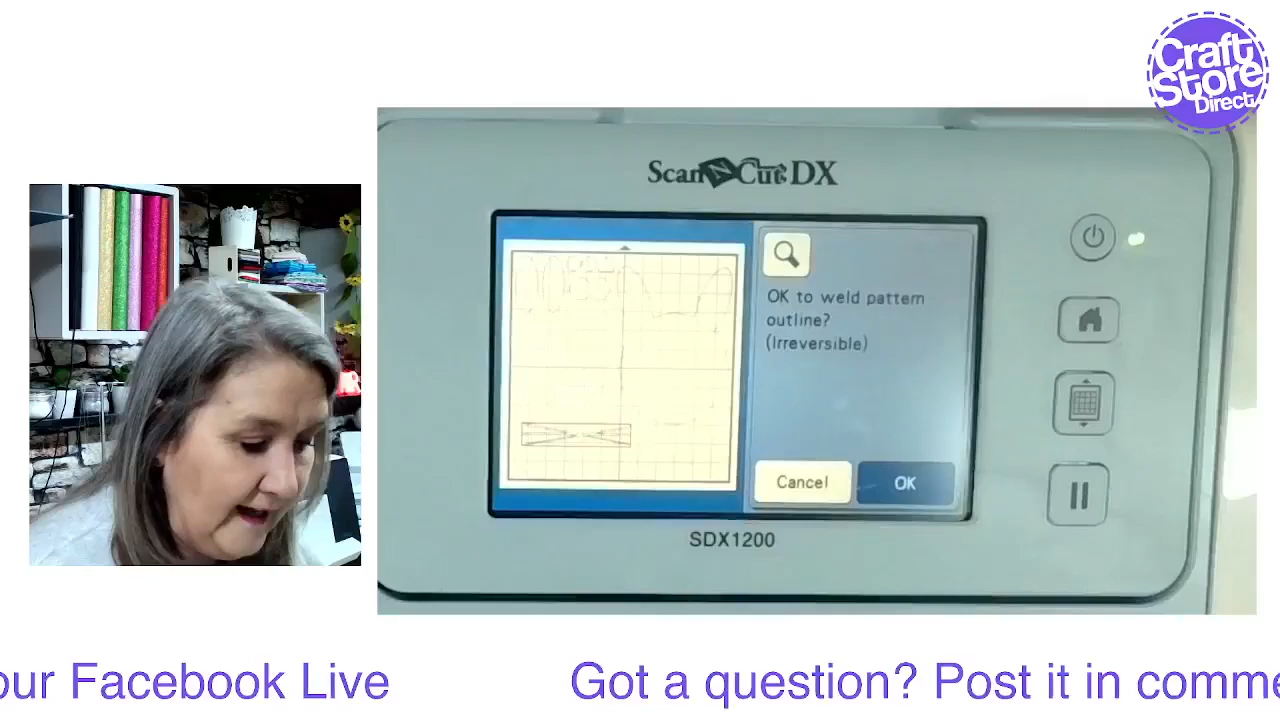 Craft
Store
Direct
ScanNCut DX
OK to weld pattern
outline?
(Irreversible)
Cancel
OK
SDX1200
our Facebook Live
Got a question? Post it in comme